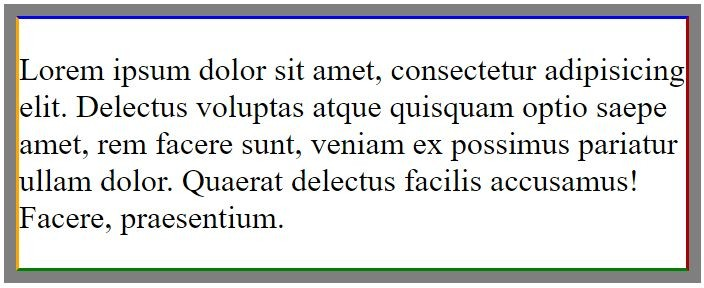 Lorem ipsum dolor sit amet, consectetur adipisicing
elit. Delectus voluptas atque quisquam optio saepe
amet, rem facere sunt, veniam ex possimus pariatur
ullam dolor. Quaerat delectus facilis accusamus!
Facere, praesentium.